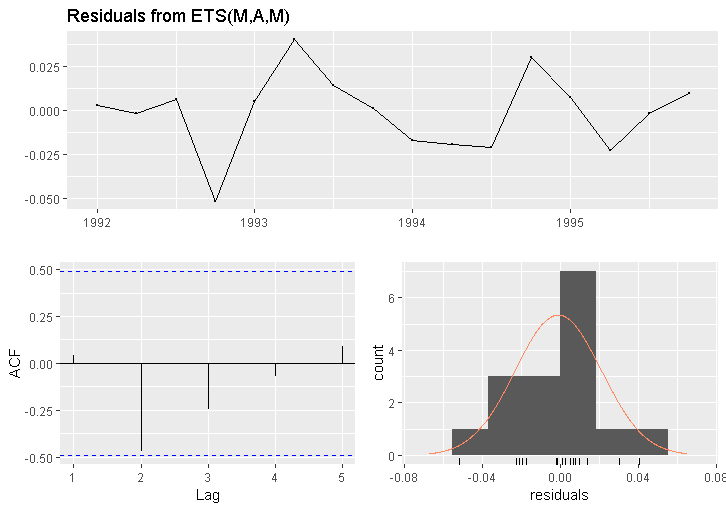 Residuals from ETS(M,A,M)
0.025
0.000
-0.025
-0.050
1992 1993 1994 1995
0.50
0.25
0.00
-0.25
-0.50
ACF
1 2 3 4 5
Lag
6
4
2
0
count
-0.08 -0.04 0.00 0.04 0.08
residuals